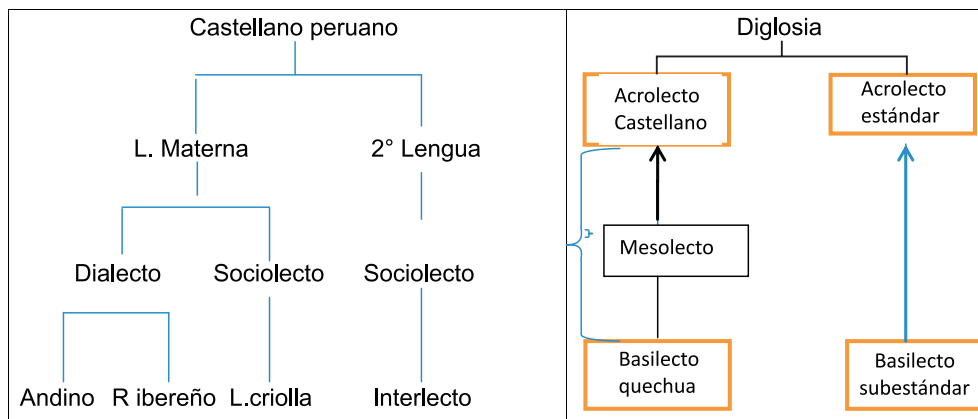 Castellano peruano
L. Materna
2° Lengua
Dialecto
Sociolecto
Sociolecto
Andino
R ibereño
L.criolla
Interlecto
Diglosia
Acrolecto
Castellano
Acrolecto
estándar
Mesolecto
Basilecto
quechua
Basilecto
subestándar